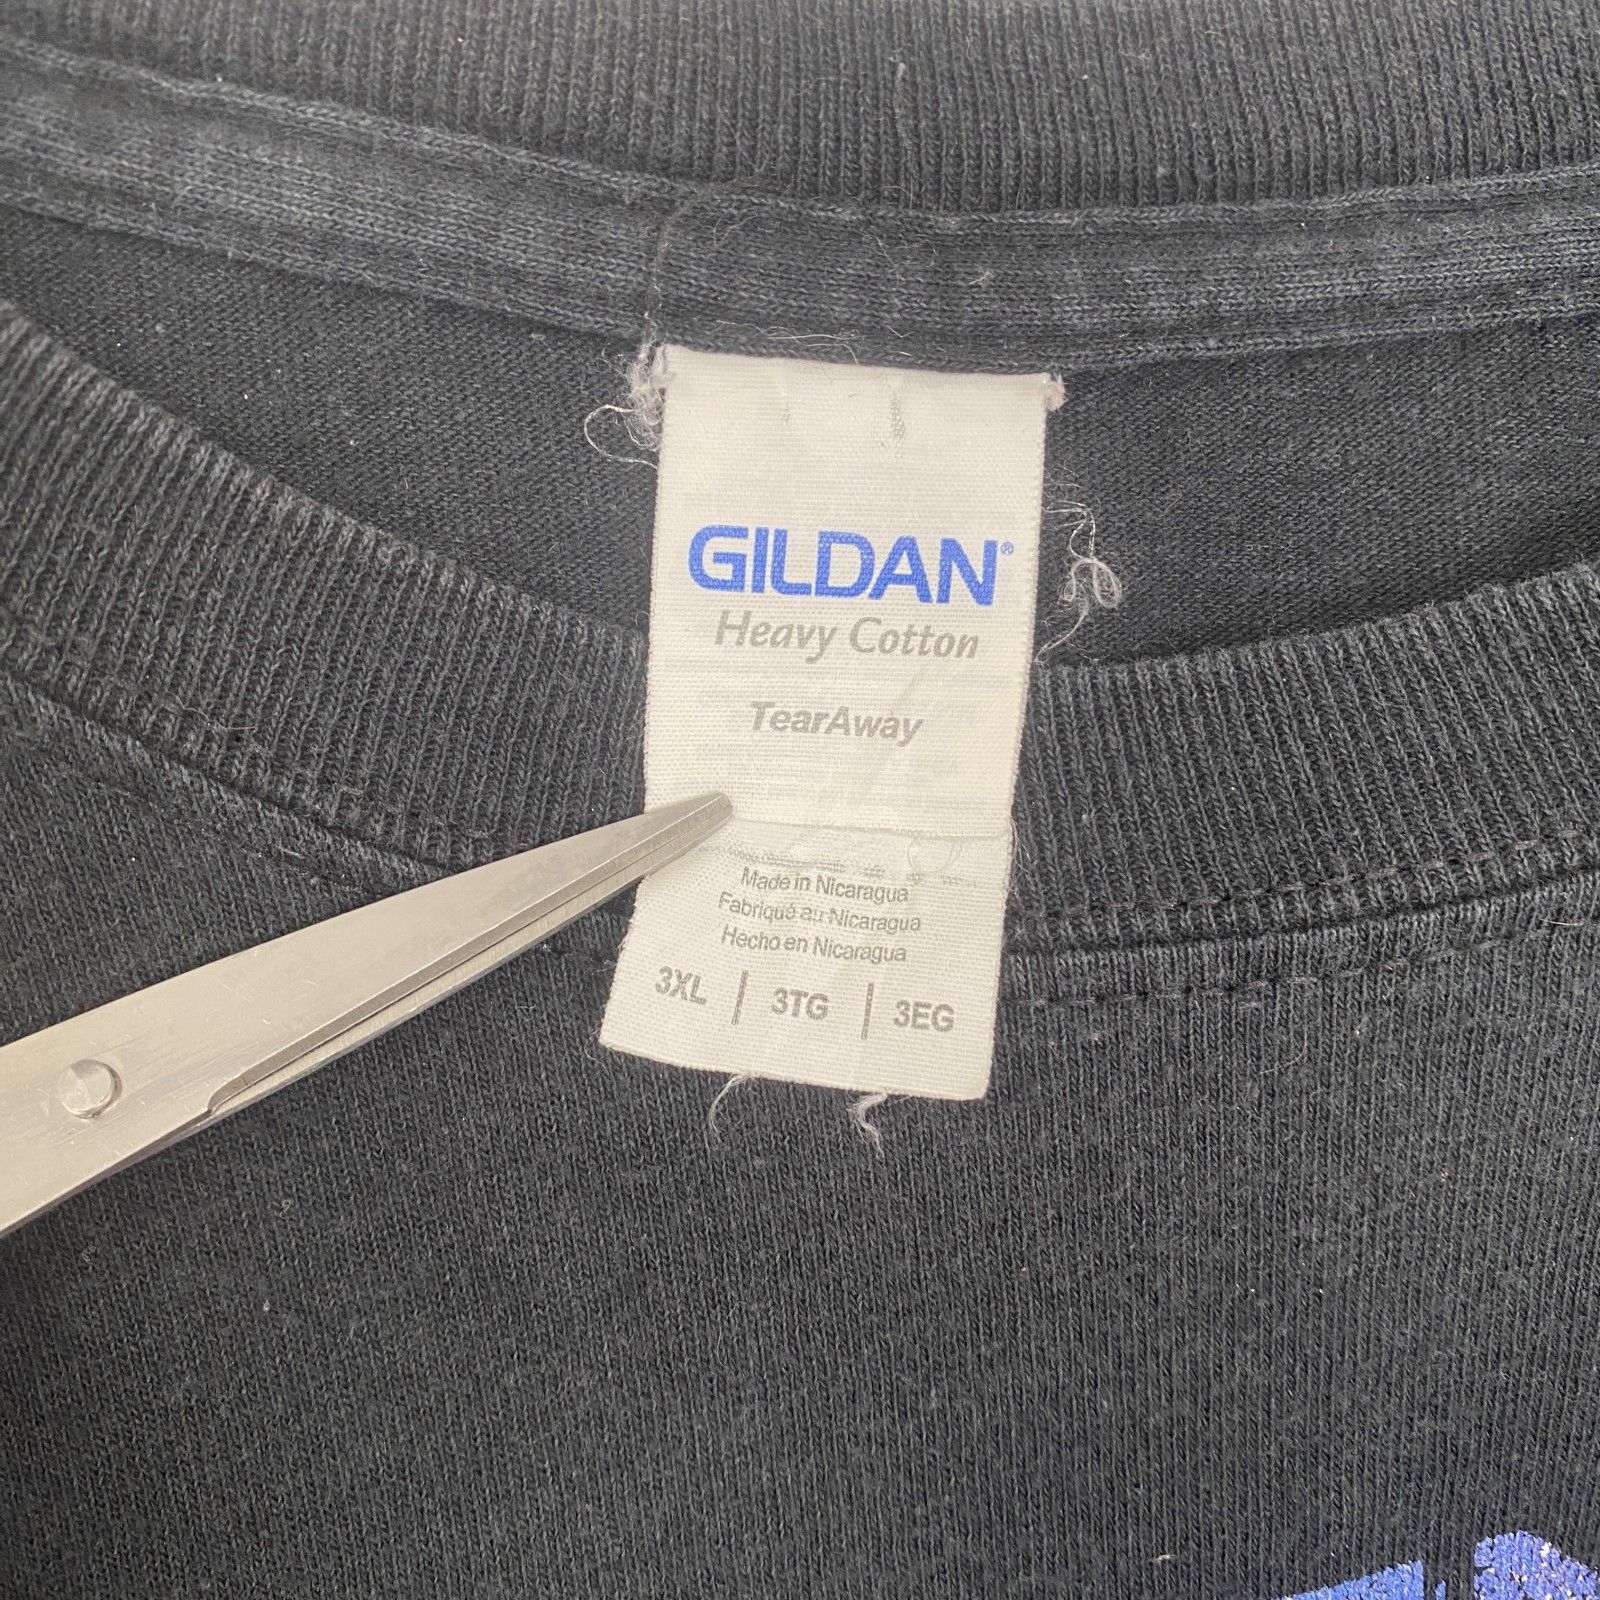 GILDAN®
Heavy Cotton
TearAway
Made in Nicaragua
Fabriqué au Nicaragua
Hecho en Nicaragua
3XL | 3TG | 3EG